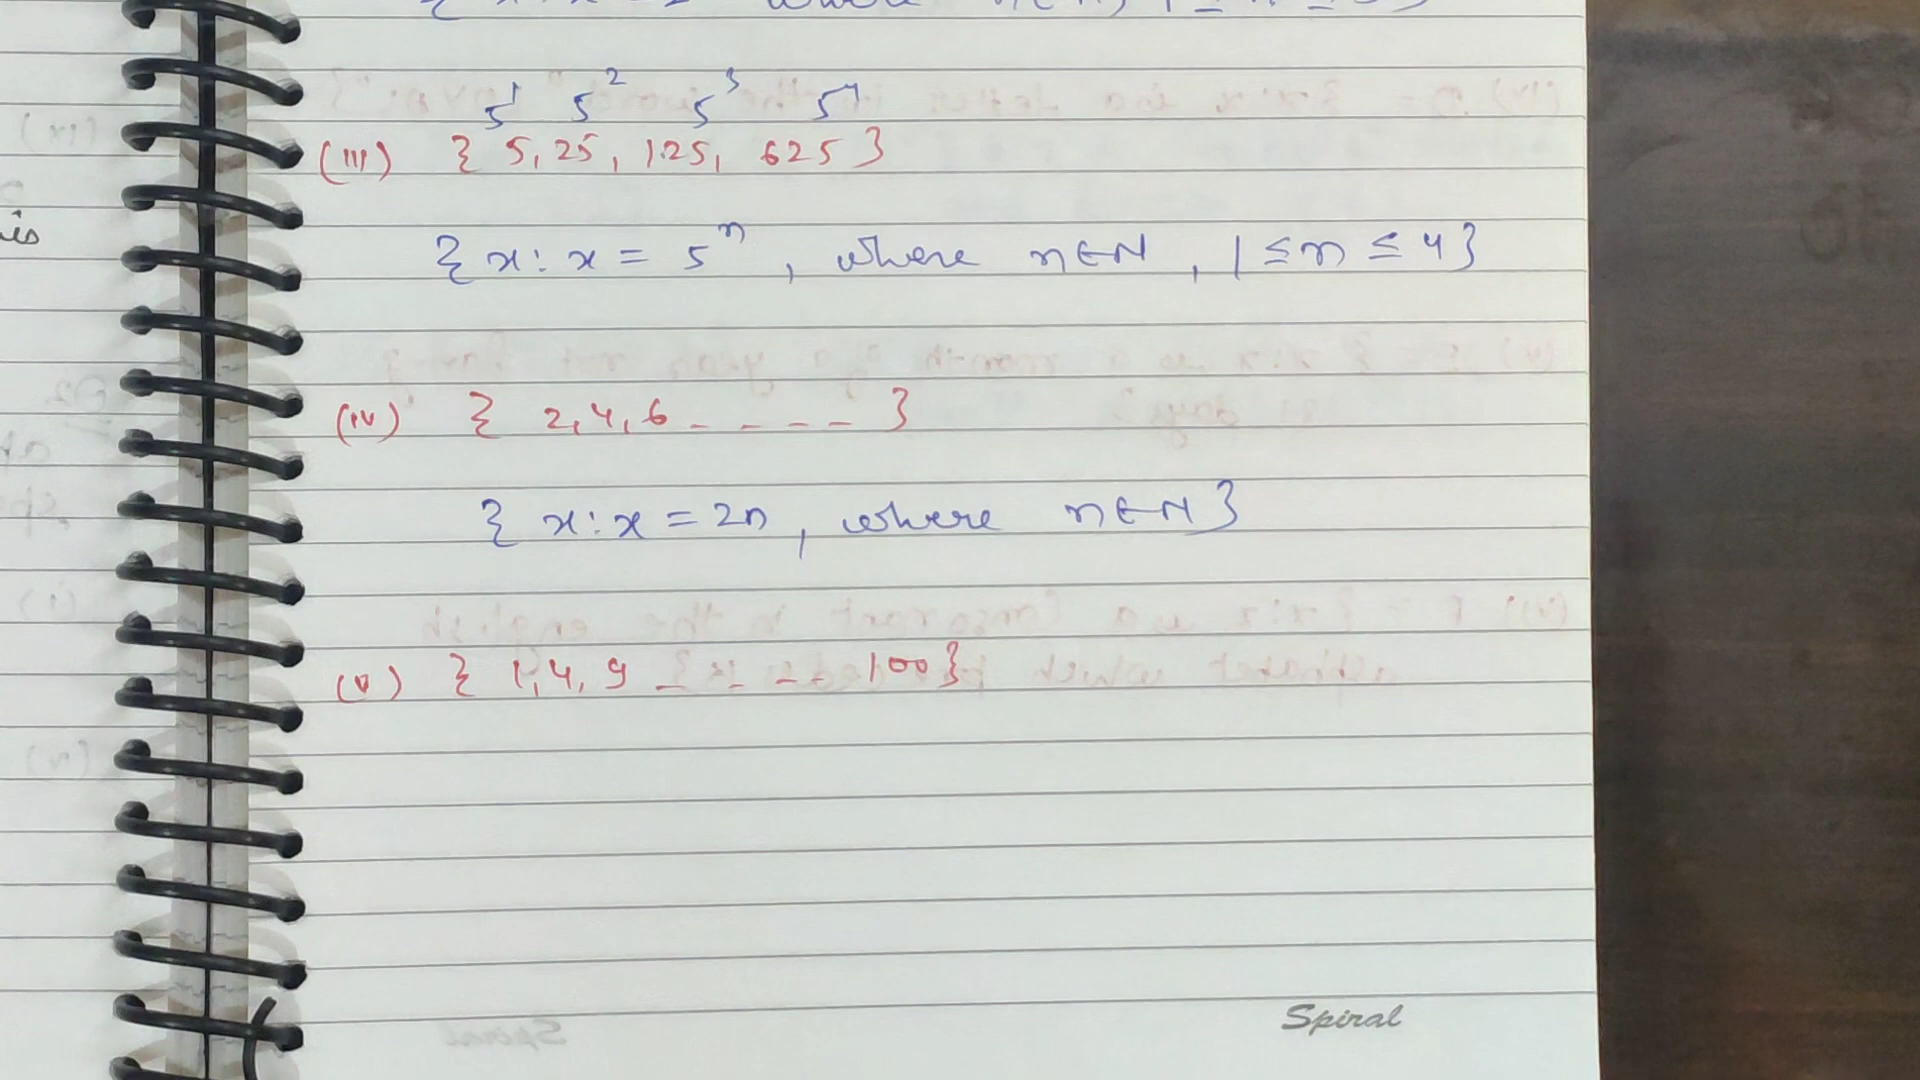 5¹ 5² 5³ 5⁴
(iii) { 5, 25, 125, 625 }
{ x : x = 5ⁿ, where n ∈ N, 1 ≤ n ≤ 4 }
(iv) { 2, 4, 6 _ _ _ _ }
{ x : x = 2n, where n ∈ N }
(v) { 1, 4, 9 _ _ _ 100 }
Spiral